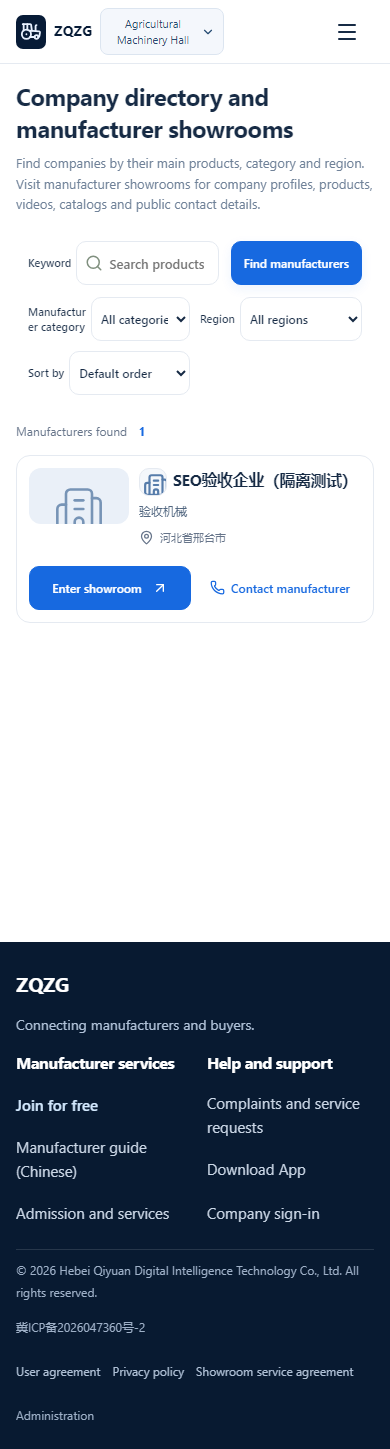 ZQZG
Agricultural
Machinery Hall
Company directory and
manufacturer showrooms
Find companies by their main products, category and region.
Visit manufacturer showrooms for company profiles, products,
videos, catalogs and public contact details.
Keyword
Search products
Find manufacturers
Manufactur
er category
All categorie
Region
All regions
Sort by
Default order
Manufacturers found 1
SEO验收企业（隔离测试）
验收机械
河北省邢台市
Enter showroom
Contact manufacturer
ZQZG
Connecting manufacturers and buyers.
Manufacturer services
Help and support
Join for free
Complaints and service
requests
Manufacturer guide
(Chinese)
Download App
Admission and services
Company sign-in
© 2026 Hebei Qiyuan Digital Intelligence Technology Co., Ltd. All
rights reserved.
冀ICP备2026047360号-2
User agreement Privacy policy Showroom service agreement
Administration